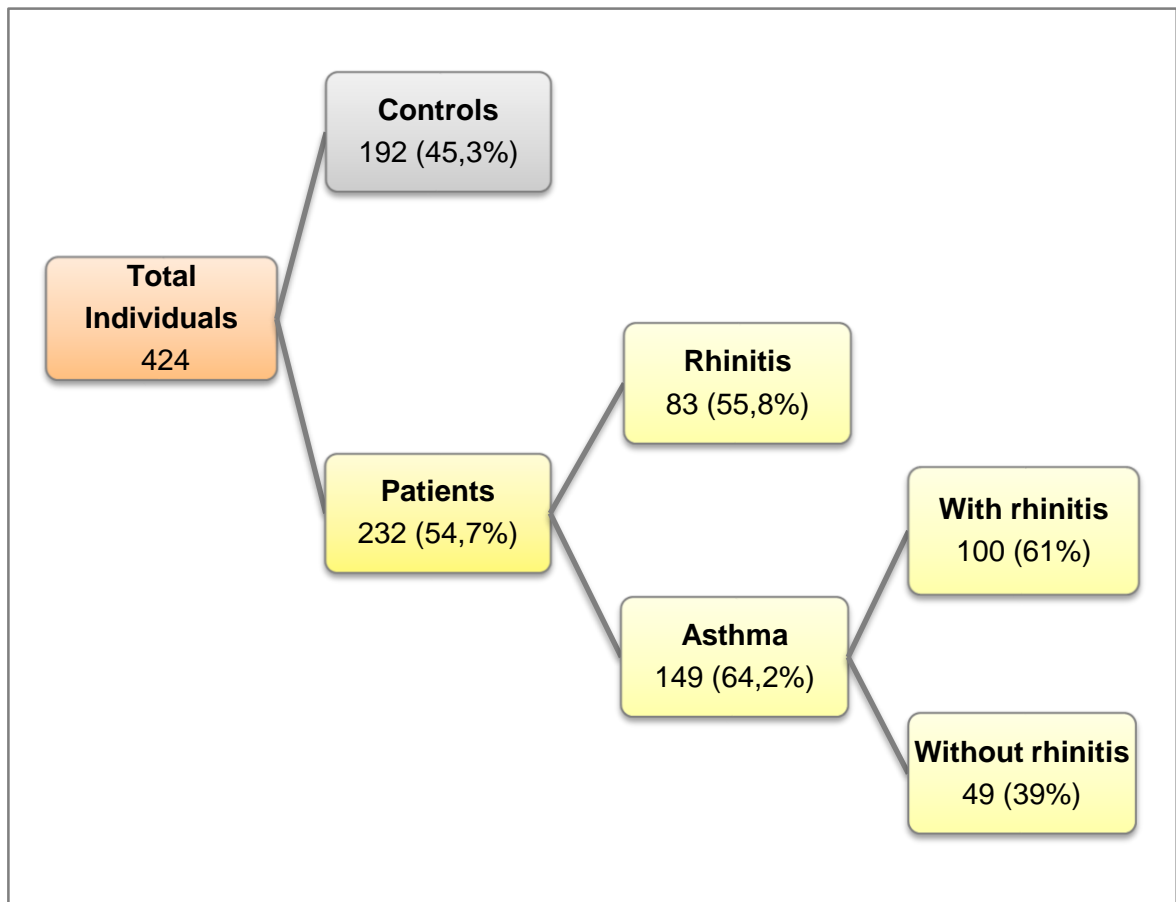 Controls
192 (45,3%)
Total
Individuals
424
Rhinitis
83 (55,8%)
Patients
232 (54,7%)
With rhinitis
100 (61%)
Asthma
149 (64,2%)
Without rhinitis
49 (39%)